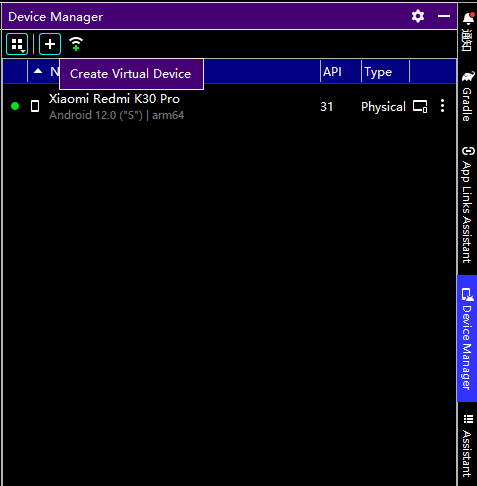 Device Manager
Create Virtual Device
N
API
Type
Xiaomi Redmi K30 Pro
Android 12.0 ("S") | arm64
31
Physical
通知
Gradle
App Links Assistant
Device Manager
Assistant